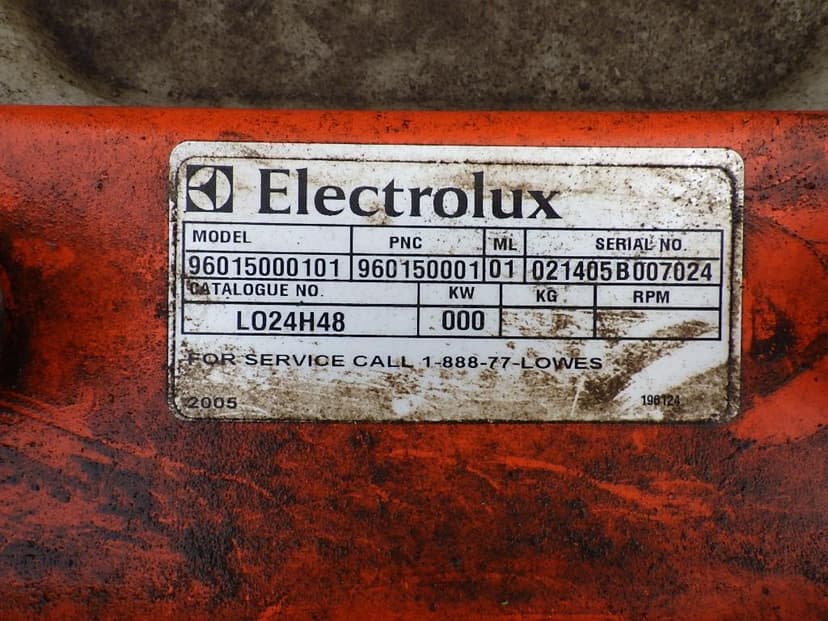 Electrolux
MODEL PNC ML SERIAL NO.
96015000101 960150001 01 021405B007024
CATALOGUE NO. KW KG RPM
LO24H48 000
FOR SERVICE CALL 1-888-77-LOWES
2005 196124